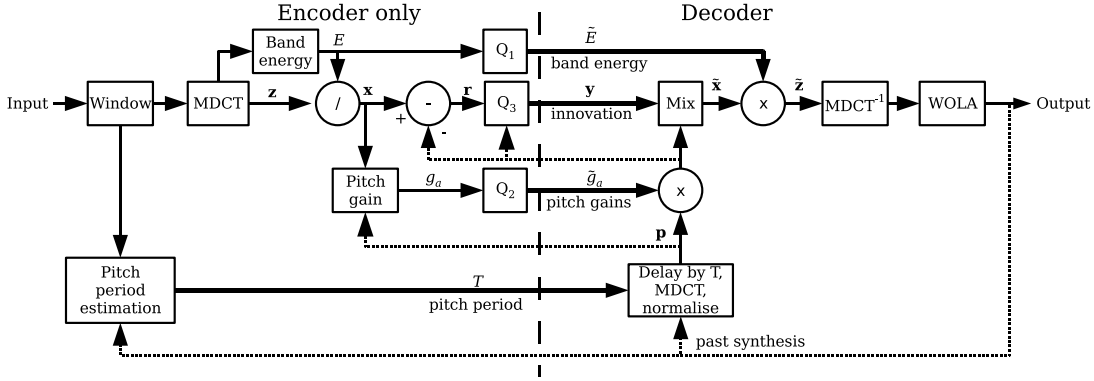 Encoder only
Decoder
Band
energy
E
Q1
Ẽ
band energy
Input
Window
MDCT
z
/
x
+
-
-
r
Q3
y
innovation
Mix
x̃
x
z̃
MDCT-1
WOLA
Output
Pitch
gain
ga
Q2
g̃a
pitch gains
x
p
Pitch
period
estimation
T
pitch period
Delay by T,
MDCT,
normalise
past synthesis